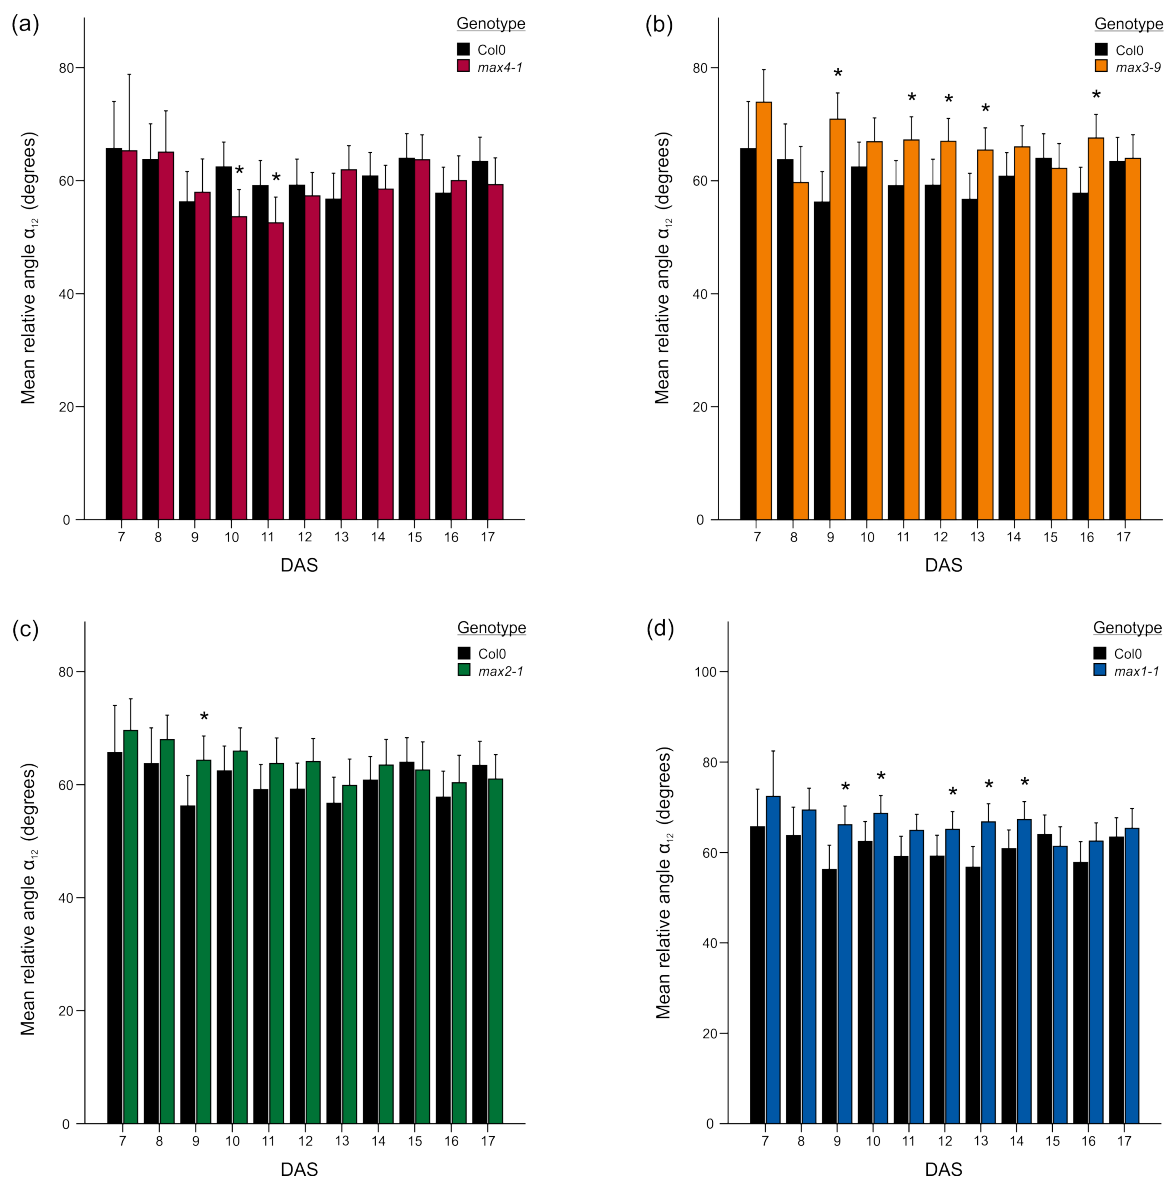 (a)
Genotype
Col0
max4-1
*
*
80
60
40
20
0
Mean relative angle α₁₂ (degrees)
7 8 9 10 11 12 13 14 15 16 17
DAS
(b)
Genotype
Col0
max3-9
* * * * *
80
60
40
20
0
Mean relative angle α₁₂ (degrees)
7 8 9 10 11 12 13 14 15 16 17
DAS
(c)
Genotype
Col0
max2-1
*
80
60
40
20
0
Mean relative angle α₁₂ (degrees)
7 8 9 10 11 12 13 14 15 16 17
DAS
(d)
Genotype
Col0
max1-1
* * * * *
100
80
60
40
20
0
Mean relative angle α₁₂ (degrees)
7 8 9 10 11 12 13 14 15 16 17
DAS